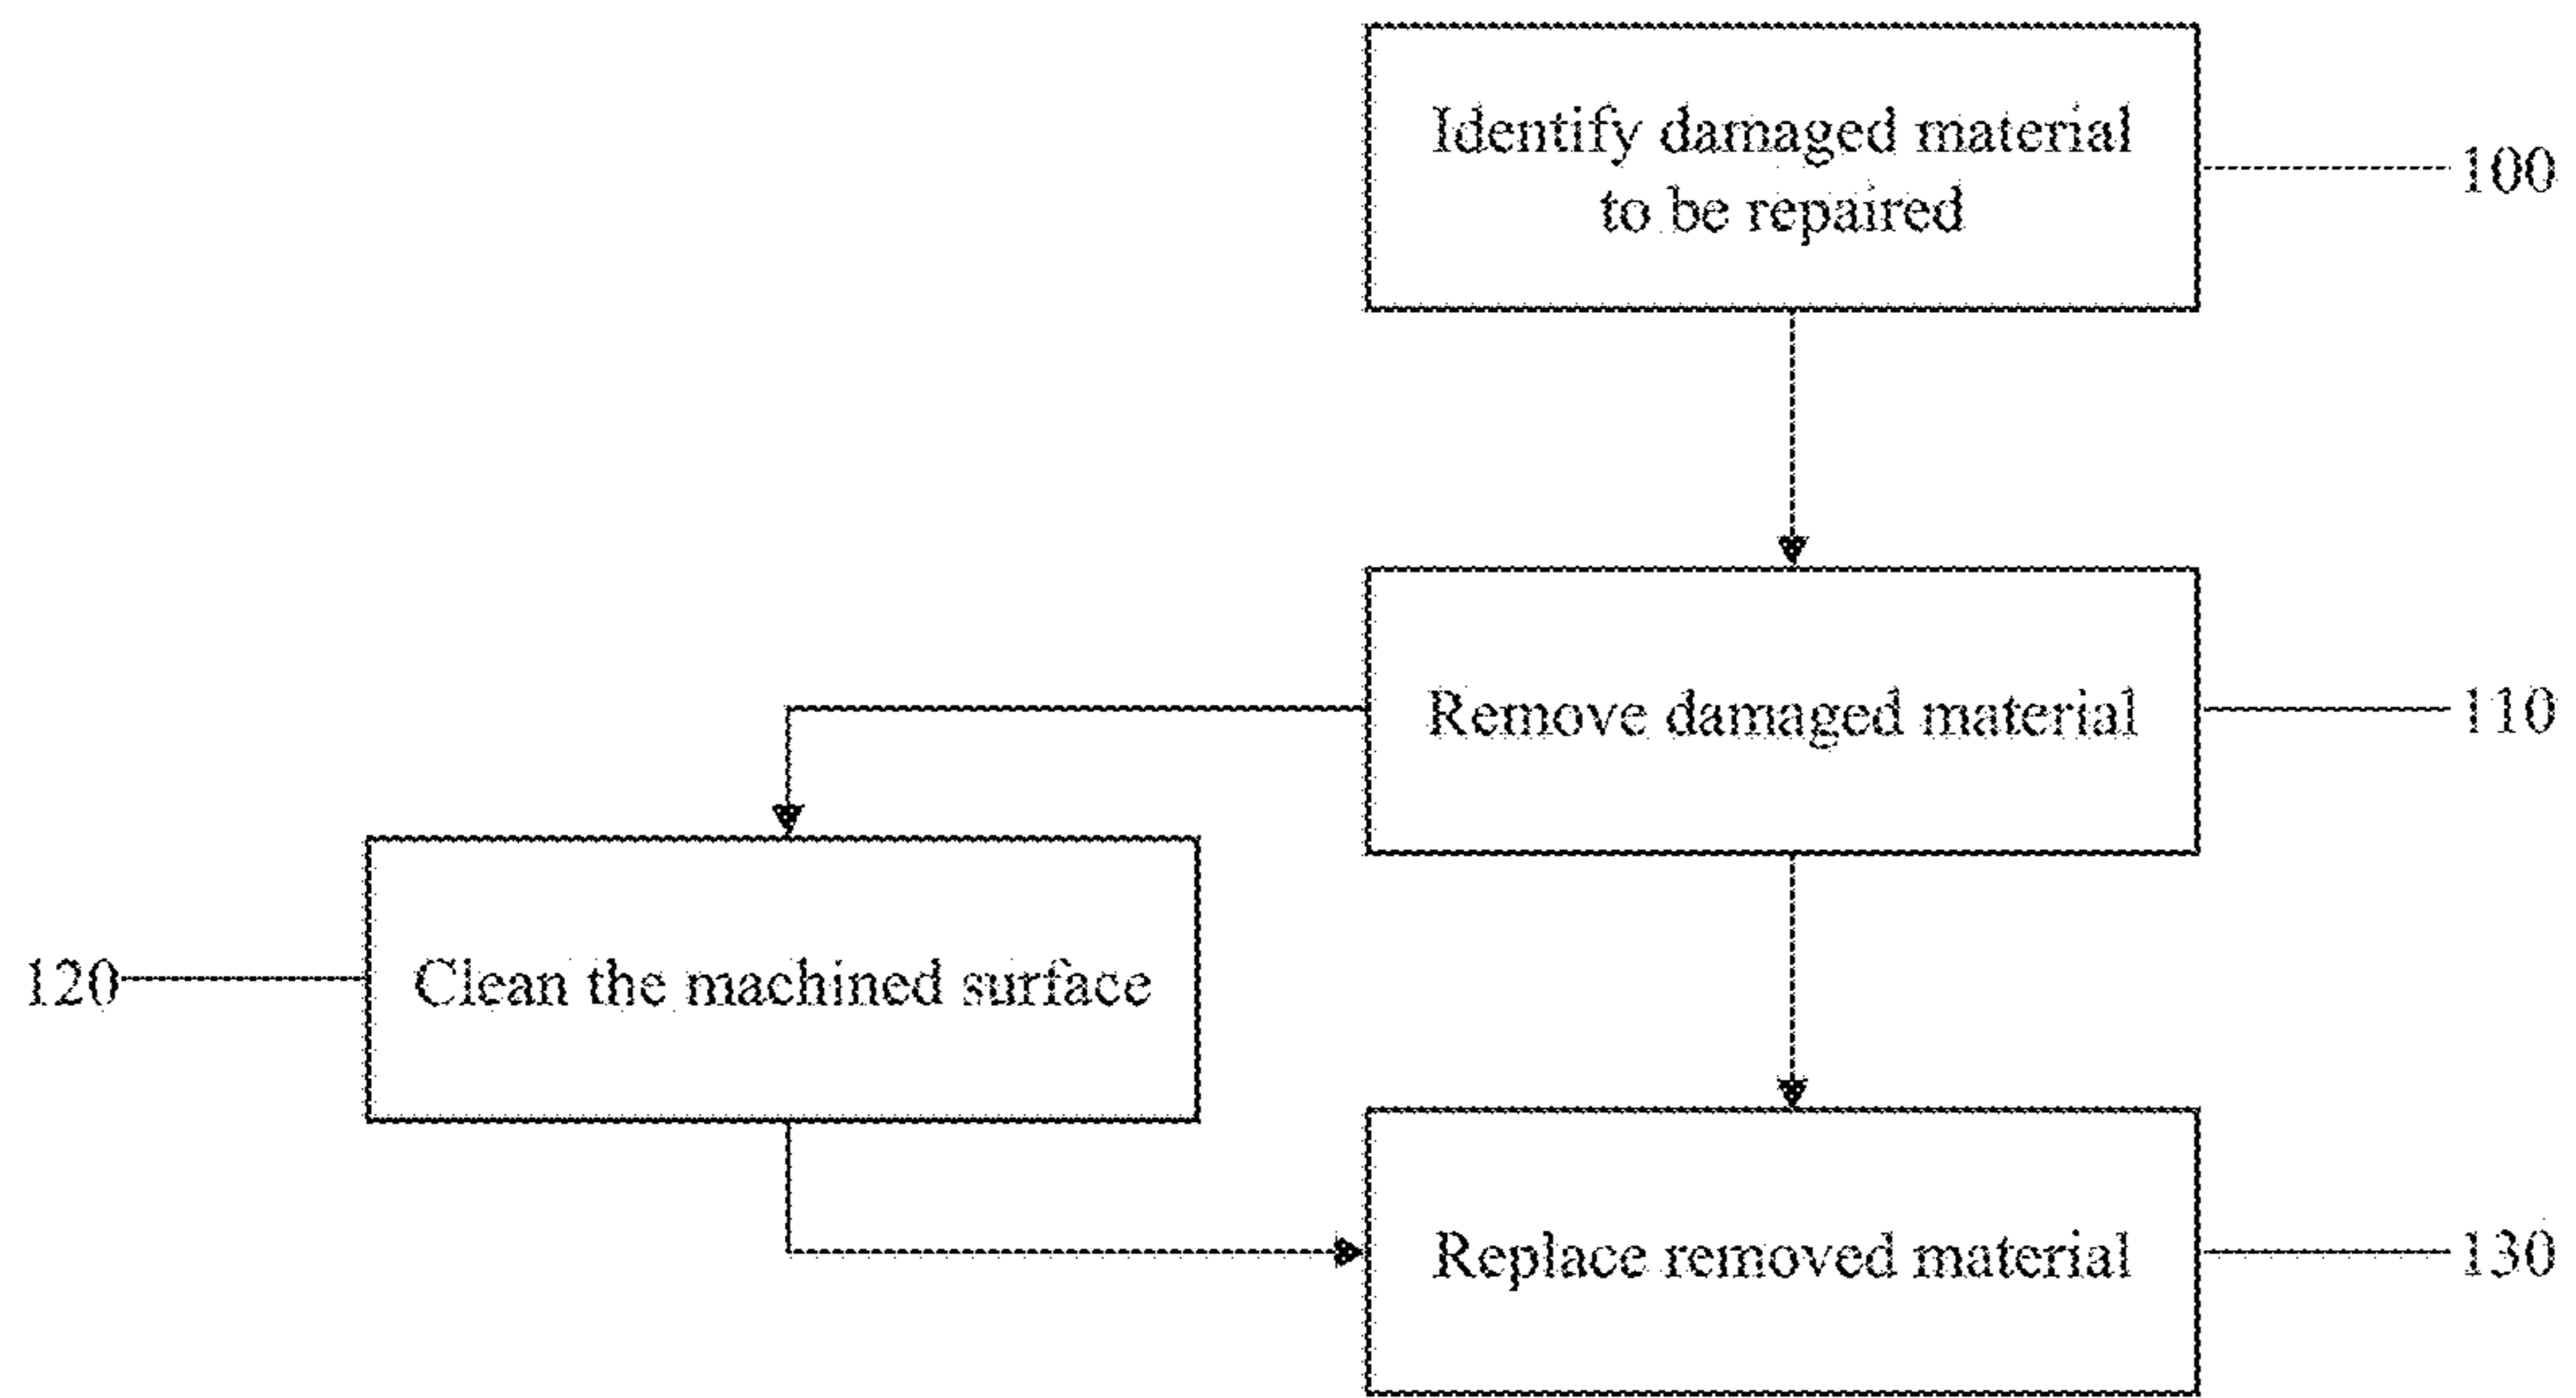 Identify damaged material
to be repaired
100
Remove damaged material
110
120
Clean the machined surface
Replace removed material
130